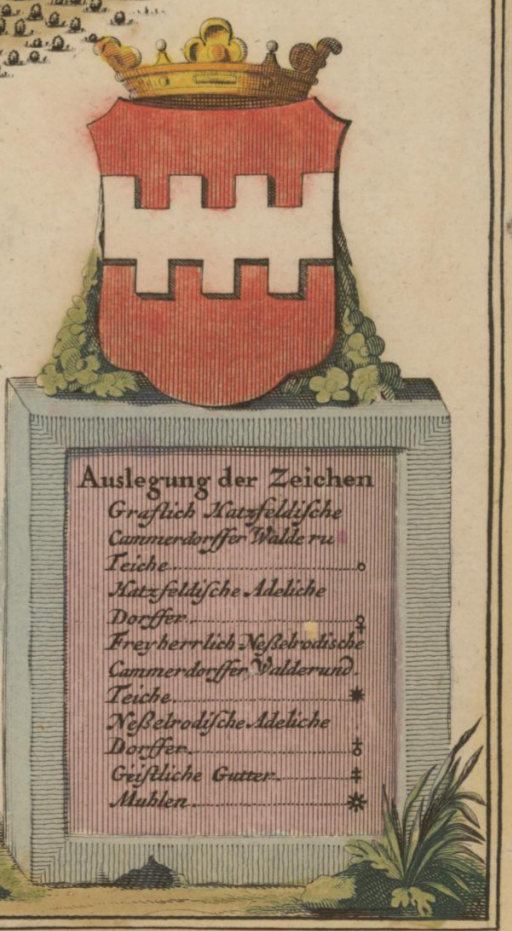 Auslegung der Zeichen
Graflich Hatzfeldiſche
Cammerdorffer Walde ru
Teiche
Hatzfeldiſche Adeliche
Dorffer
Freyherrlich Neßelrodiſche
Cammerdorffer Walderund.
Teiche
Neßelrodiſche Adeliche
Dorffer
Geiſtliche Gutter
Muhlen